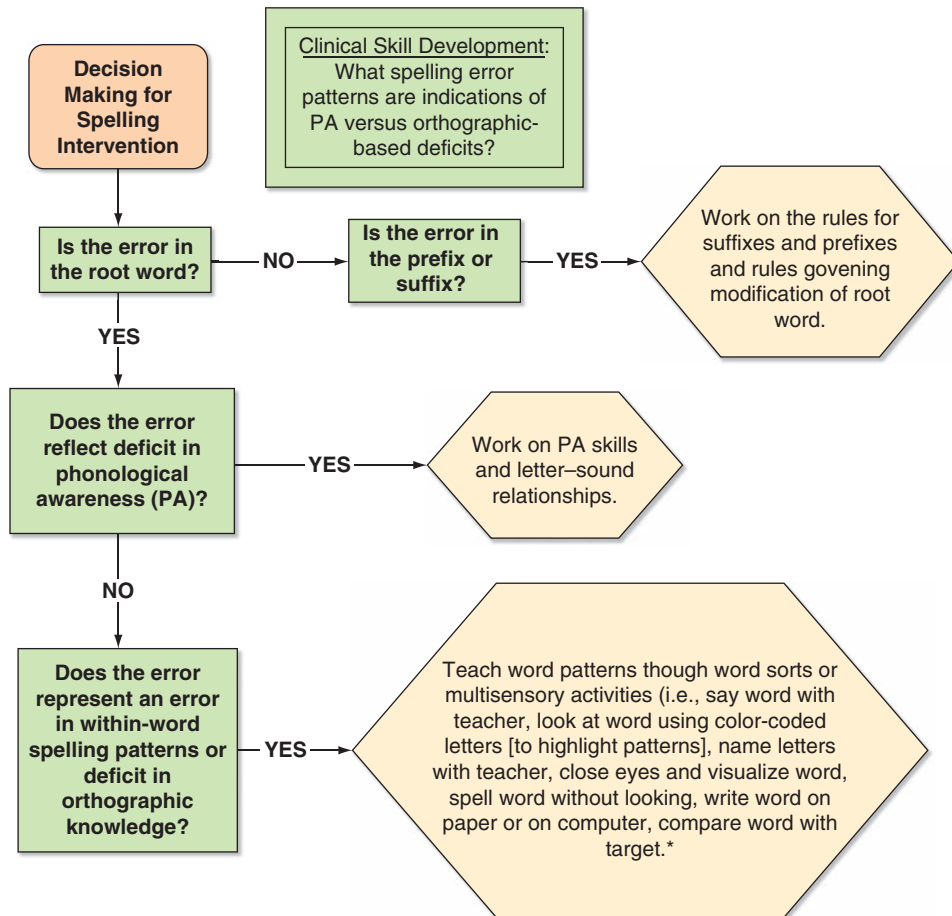 Clinical Skill Development:
What spelling error
patterns are indications of
PA versus orthographic-
based deficits?
Decision
Making for
Spelling
Intervention
Is the error in
the root word?
NO
Is the error in
the prefix or
suffix?
YES
Work on the rules for
suffixes and prefixes
and rules govening
modification of root
word.
YES
Does the error
reflect deficit in
phonological
awareness (PA)?
YES
Work on PA skills
and letter–sound
relationships.
NO
Does the error
represent an error
in within-word
spelling patterns or
deficit in
orthographic
knowledge?
YES
Teach word patterns though word sorts or
multisensory activities (i.e., say word with
teacher, look at word using color-coded
letters [to highlight patterns], name letters
with teacher, close eyes and visualize word,
spell word without looking, write word on
paper or on computer, compare word with
target.*